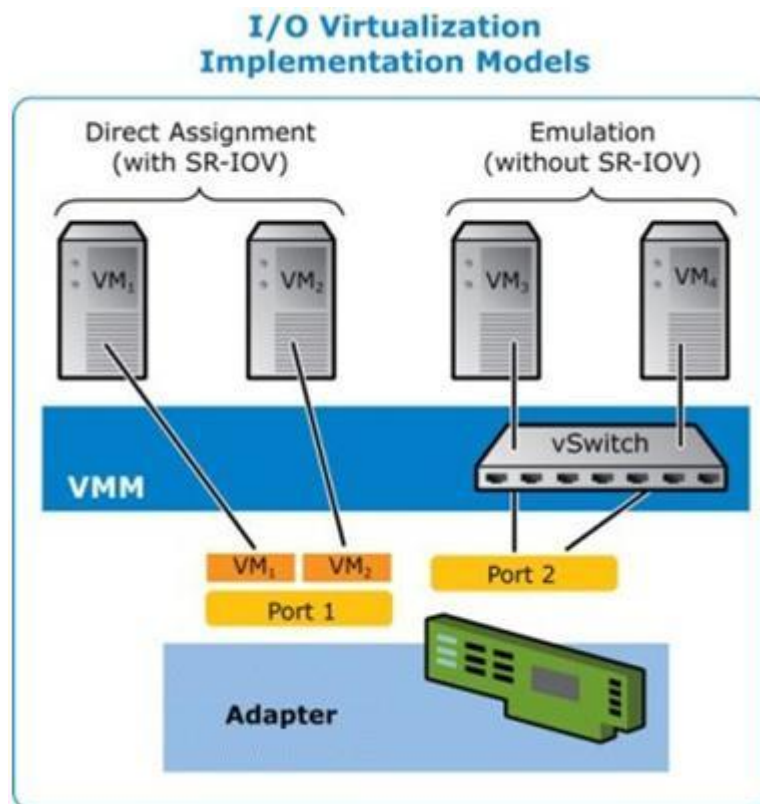 I/O Virtualization
Implementation Models
Direct Assignment
(with SR-IOV)
Emulation
(without SR-IOV)
VM₁
VM₂
VM₃
VM₄
vSwitch
VMM
VM₁
VM₂
Port 1
Port 2
Adapter